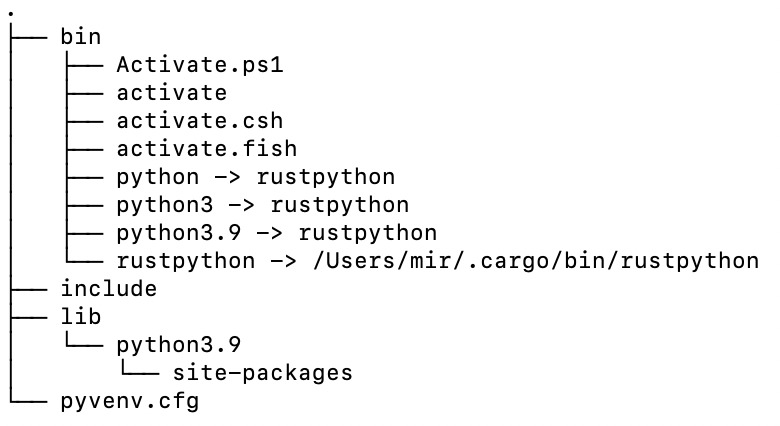 .
├── bin
│   ├── Activate.ps1
│   ├── activate
│   ├── activate.csh
│   ├── activate.fish
│   ├── python -> rustpython
│   ├── python3 -> rustpython
│   ├── python3.9 -> rustpython
│   └── rustpython -> /Users/mir/.cargo/bin/rustpython
├── include
├── lib
│   └── python3.9
│       └── site-packages
└── pyvenv.cfg